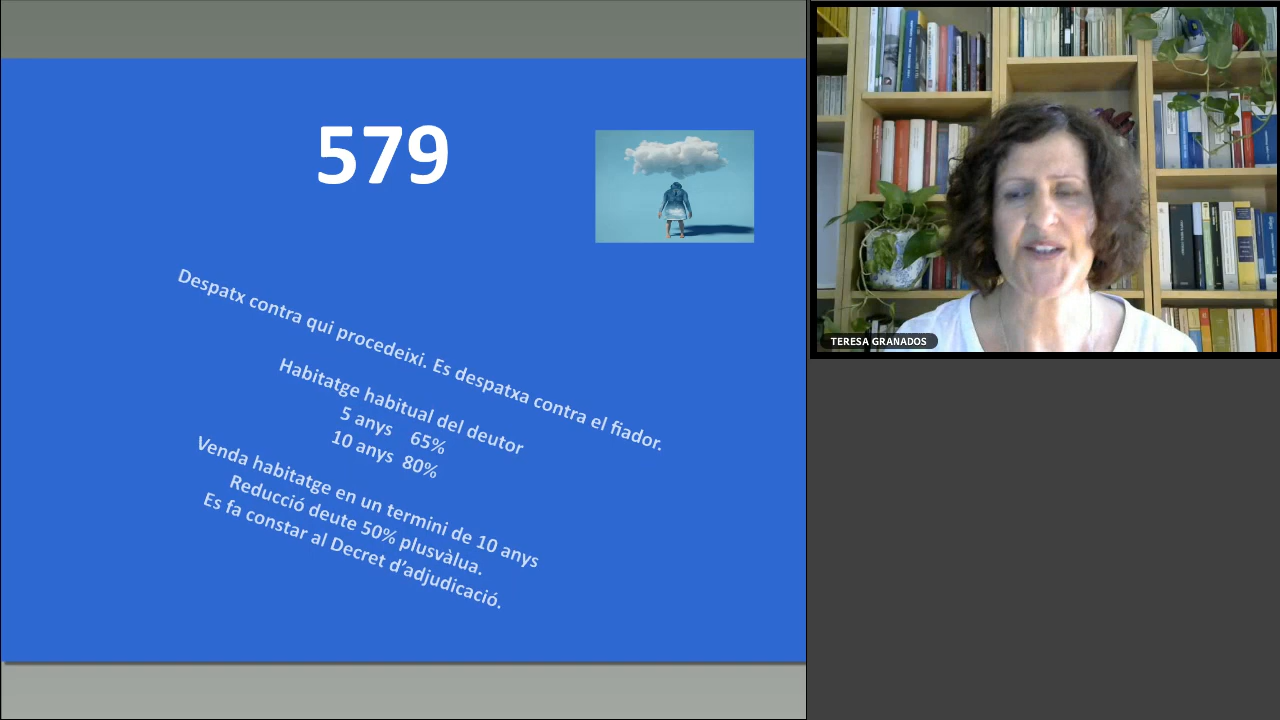 579
Despatx contra qui procedeixi. Es despatxa contra el fiador.
Habitatge habitual del deutor
5 anys 65%
10 anys 80%
Venda habitatge en un termini de 10 anys
Reducció deute 50% plusvàlua.
Es fa constar al Decret d’adjudicació.
TERESA GRANADOS